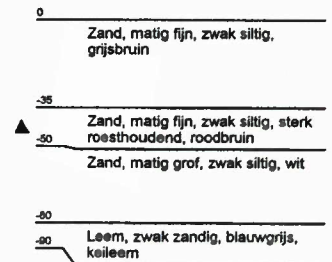 0
Zand, matig fijn, zwak siltig,
grijsbruin
-35
Zand, matig fijn, zwak siltig, sterk
roesthoudend, roodbruin
-50
Zand, matig grof, zwak siltig, wit
-80
Leem, zwak zandig, blauwgrijs,
keileem
-90